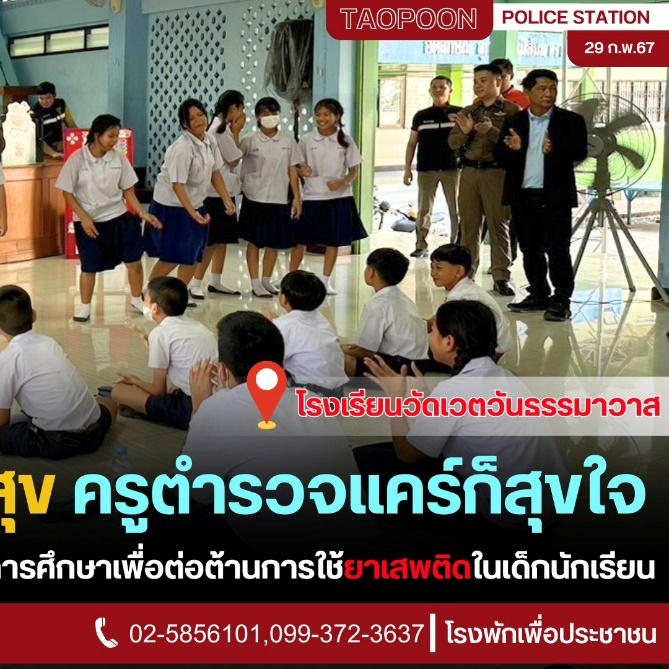 TAOPOON POLICE STATION
29 ก.พ.67
โรงเรียนวัดเวตวันธรรมาวาส
สุข ครูตำรวจแคร์ก็สุขใจ
การศึกษาเพื่อต่อต้านการใช้ยาเสพติดในเด็กนักเรียน
02-5856101,099-372-3637 โรงพักเพื่อประชาชน